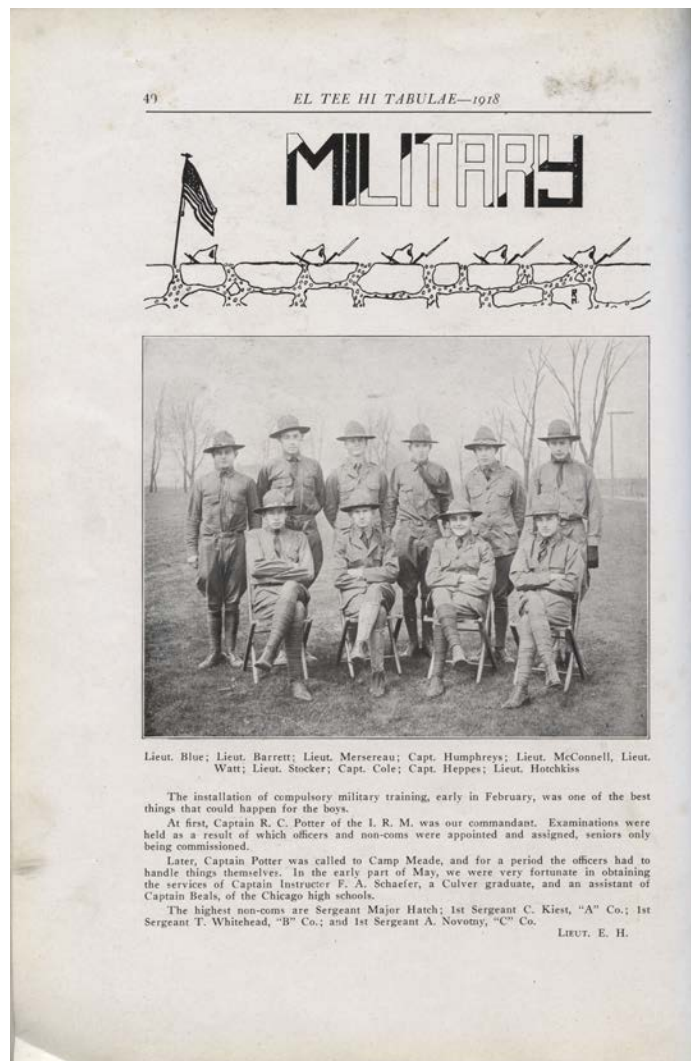 40 EL TEE HI TABULAE—1918
MILITARY
Lieut. Blue; Lieut. Barrett; Lieut. Mersereau; Capt. Humphreys; Lieut. McConnell, Lieut.
Watt; Lieut. Stocker; Capt. Cole; Capt. Heppes; Lieut. Hotchkiss
The installation of compulsory military training, early in February, was one of the best
things that could happen for the boys.
At first, Captain R. C. Potter of the I. R. M. was our commandant. Examinations were
held as a result of which officers and non-coms were appointed and assigned, seniors only
being commissioned.
Later, Captain Potter was called to Camp Meade, and for a period the officers had to
handle things themselves. In the early part of May, we were very fortunate in obtaining
the services of Captain Instructor F. A. Schaefer, a Culver graduate, and an assistant of
Captain Beals, of the Chicago high schools.
The highest non-coms are Sergeant Major Hatch; 1st Sergeant C. Kiest, "A" Co.; 1st
Sergeant T. Whitehead, "B" Co.; and 1st Sergeant A. Novotny, "C" Co.
LIEUT. E. H.